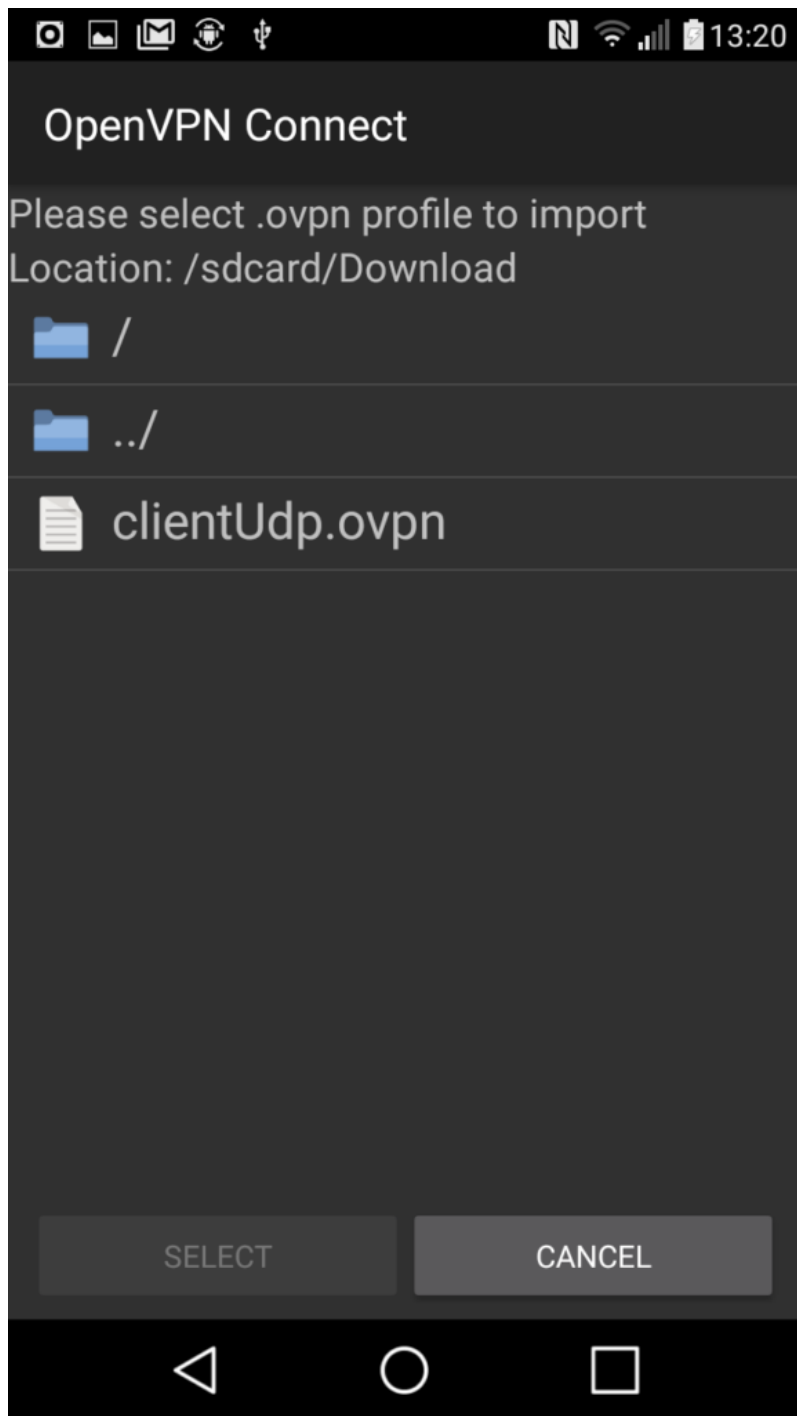 13:20
OpenVPN Connect
Please select .ovpn profile to import
Location: /sdcard/Download
/
../
clientUdp.ovpn
SELECT
CANCEL